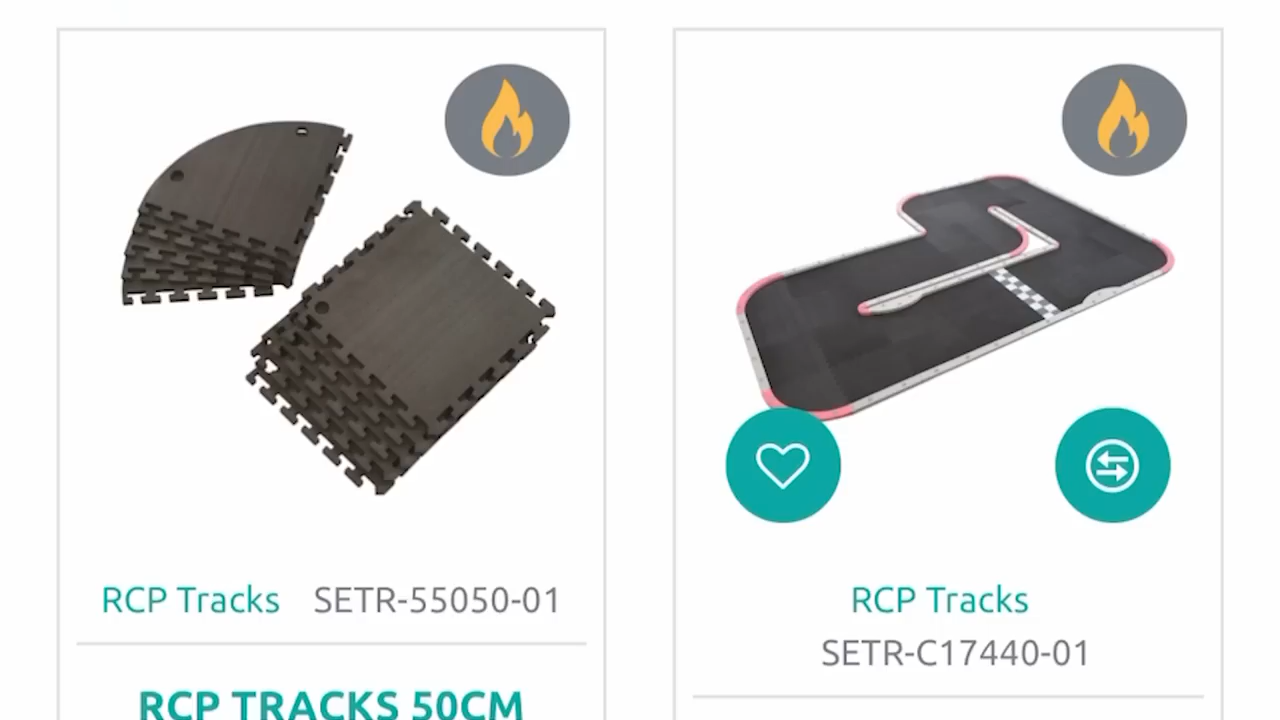 RCP Tracks SETR-55050-01
RCP TRACKS 50CM
RCP Tracks
SETR-C17440-01